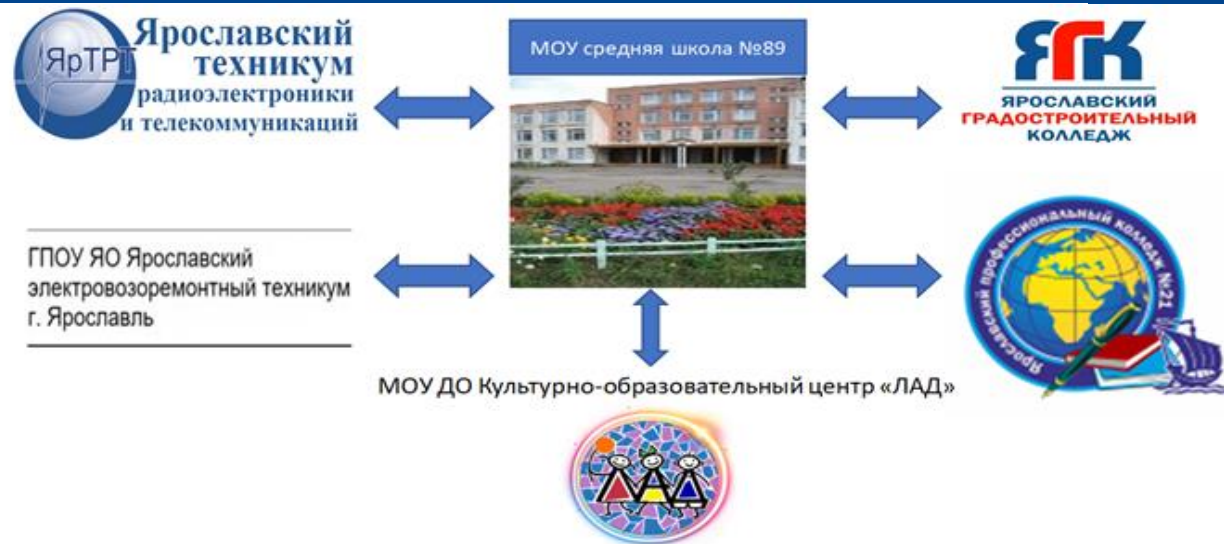 ЯрТРТ
Ярославский
техникум
радиоэлектроники
и телекоммуникаций
МОУ средняя школа №89
ЯГК
ЯРОСЛАВСКИЙ
ГРАДОСТРОИТЕЛЬНЫЙ
КОЛЛЕДЖ
ГПОУ ЯО Ярославский
электровозоремонтный техникум
г. Ярославль
Ярославский профессиональный колледж №21
МОУ ДО Культурно-образовательный центр «ЛАД»
ЛАД